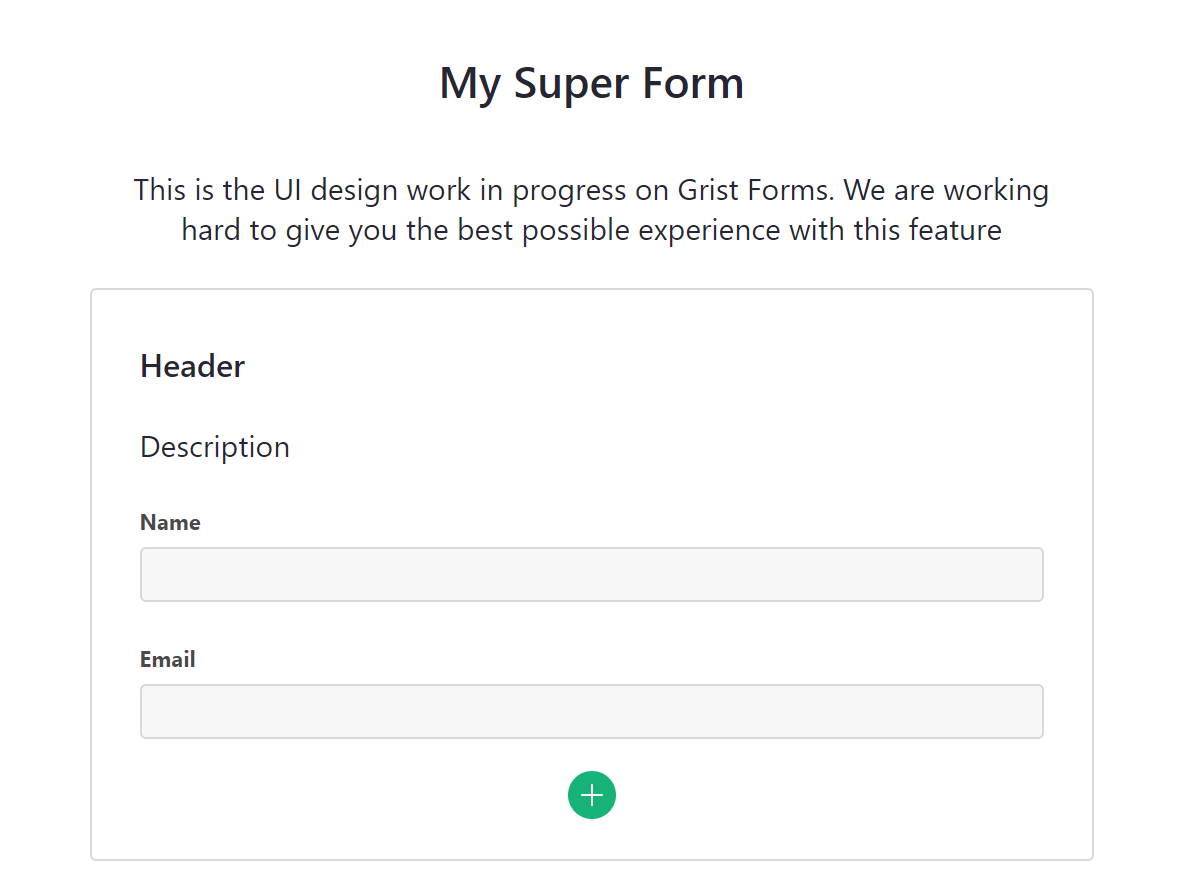 My Super Form
This is the UI design work in progress on Grist Forms. We are working
hard to give you the best possible experience with this feature
Header
Description
Name
Email